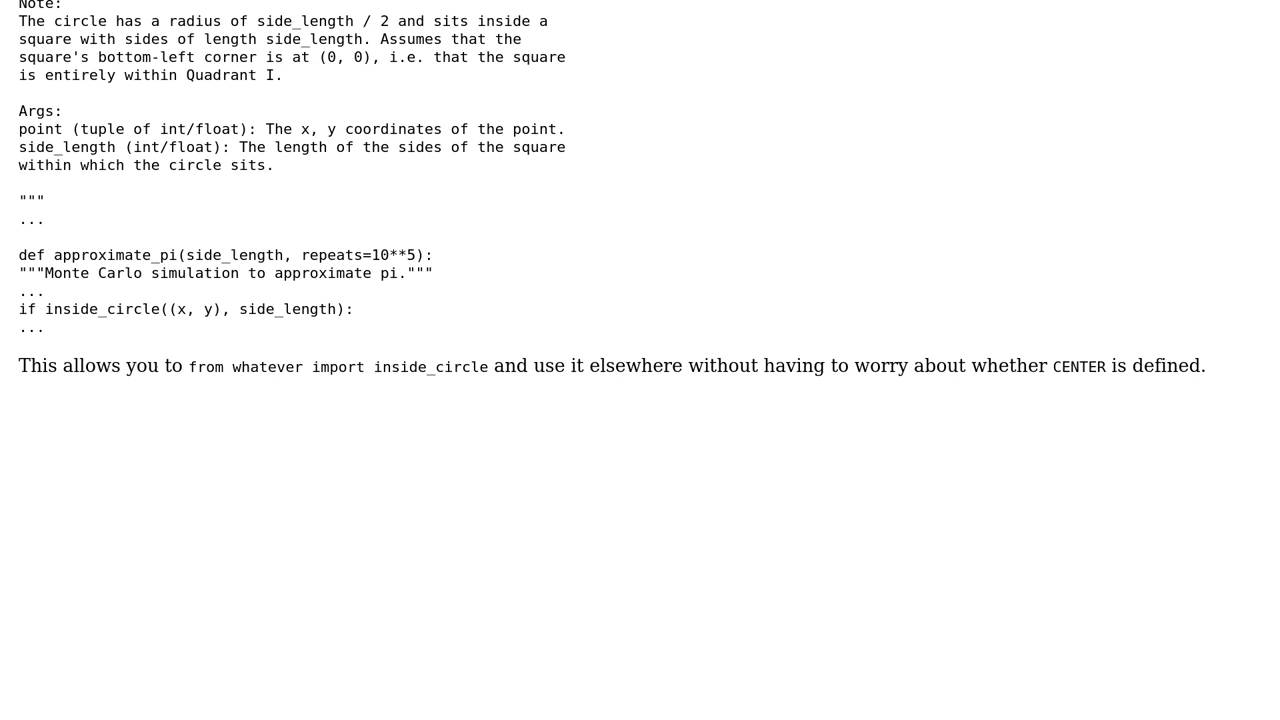 Note:
The circle has a radius of side_length / 2 and sits inside a
square with sides of length side_length. Assumes that the
square's bottom-left corner is at (0, 0), i.e. that the square
is entirely within Quadrant I.
Args:
point (tuple of int/float): The x, y coordinates of the point.
side_length (int/float): The length of the sides of the square
within which the circle sits.
"""
...
def approximate_pi(side_length, repeats=10**5):
"""Monte Carlo simulation to approximate pi."""
...
if inside_circle((x, y), side_length):
...
This allows you to from whatever import inside_circle and use it elsewhere without having to worry about whether CENTER is defined.